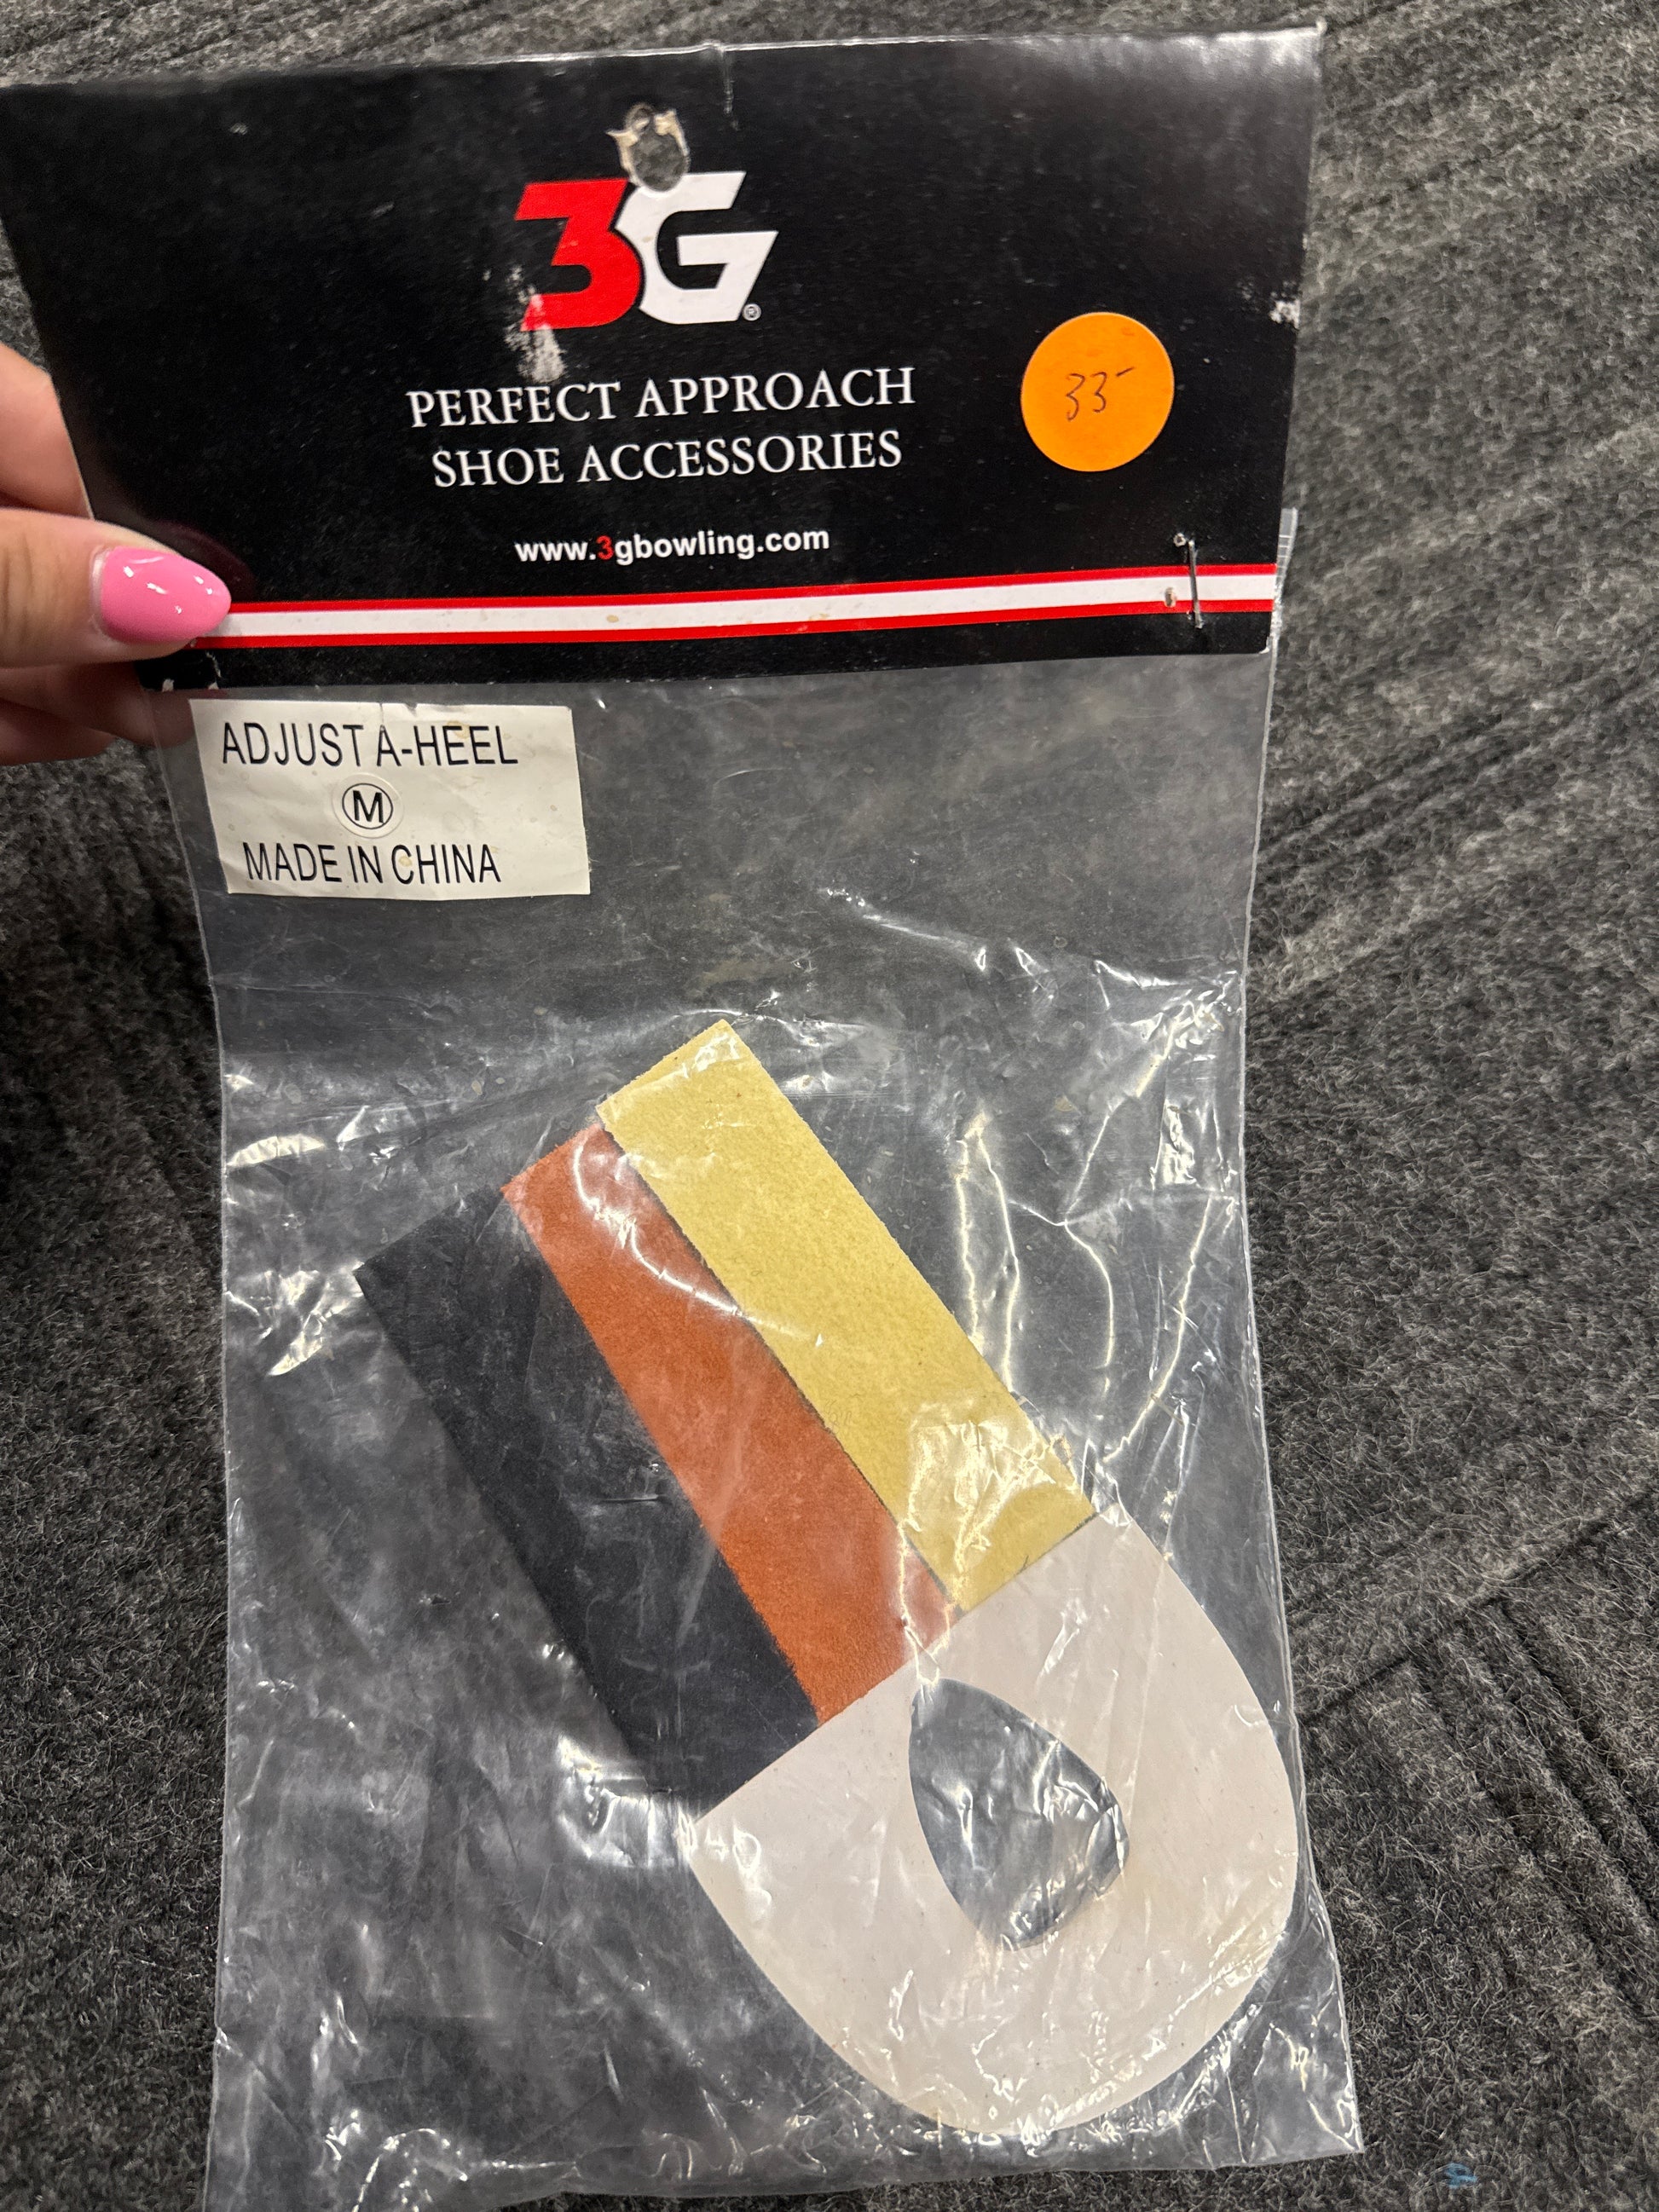 3G®
PERFECT APPROACH
SHOE ACCESSORIES
33-
www.3gbowling.com
ADJUST A-HEEL
M
MADE IN CHINA